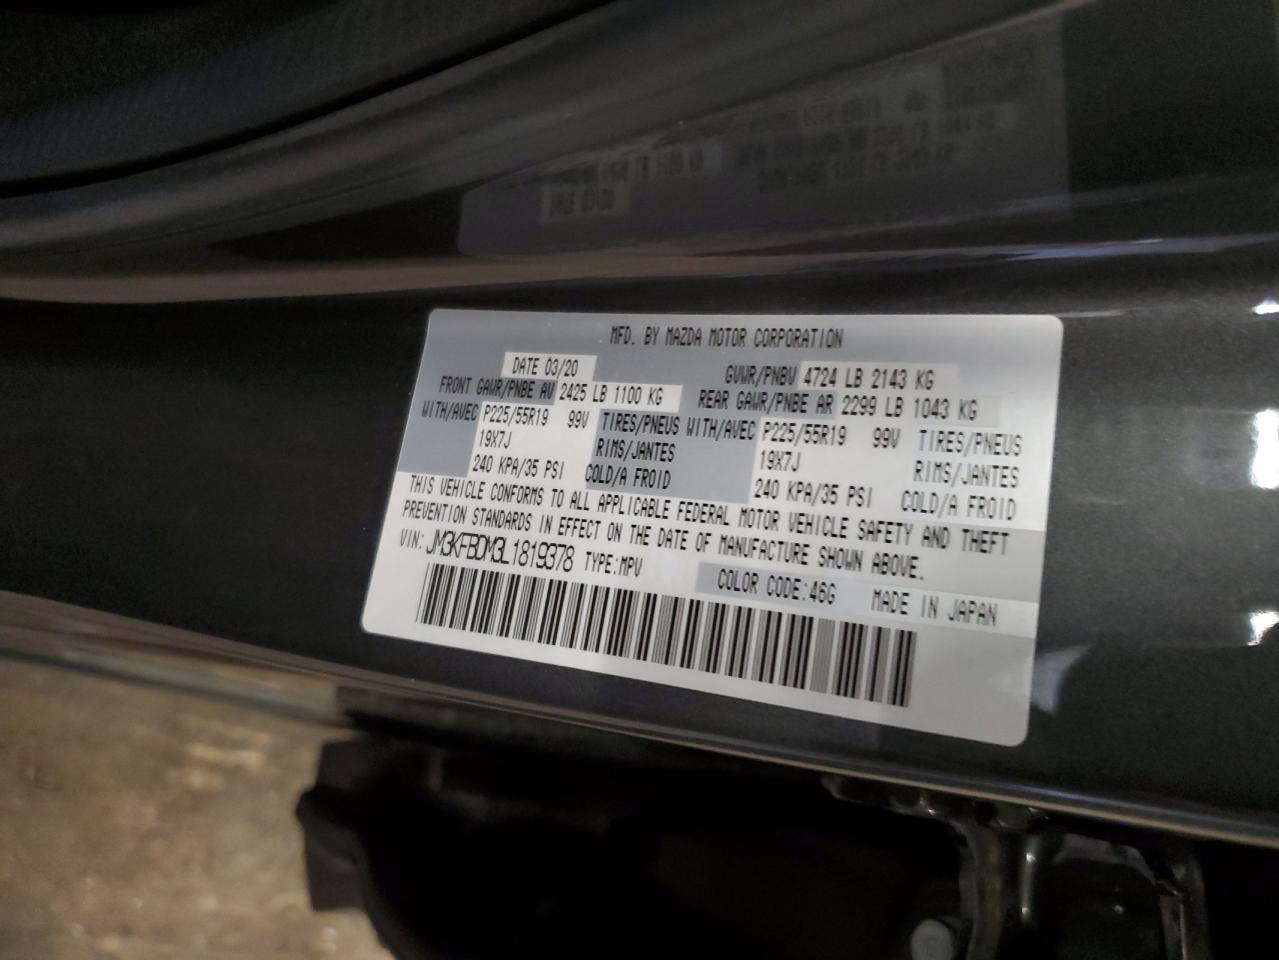 MFD. BY MAZDA MOTOR CORPORATION
DATE 03/20 GVWR/PNBV 4724 LB 2143 KG
FRONT GAWR/PNBE AV 2425 LB 1100 KG REAR GAWR/PNBE AR 2299 LB 1043 KG
WITH/AVEC P225/55R19 99V TIRES/PNEUS WITH/AVEC P225/55R19 99V TIRES/PNEUS
19X7J RIMS/JANTES 19X7J RIMS/JANTES
240 KPA/35 PSI COLD/A FROID 240 KPA/35 PSI COLD/A FROID
THIS VEHICLE CONFORMS TO ALL APPLICABLE FEDERAL MOTOR VEHICLE SAFETY AND THEFT
PREVENTION STANDARDS IN EFFECT ON THE DATE OF MANUFACTURE SHOWN ABOVE.
VIN: JM3KFBDM3L1819378 TYPE:MPV COLOR CODE:46G MADE IN JAPAN